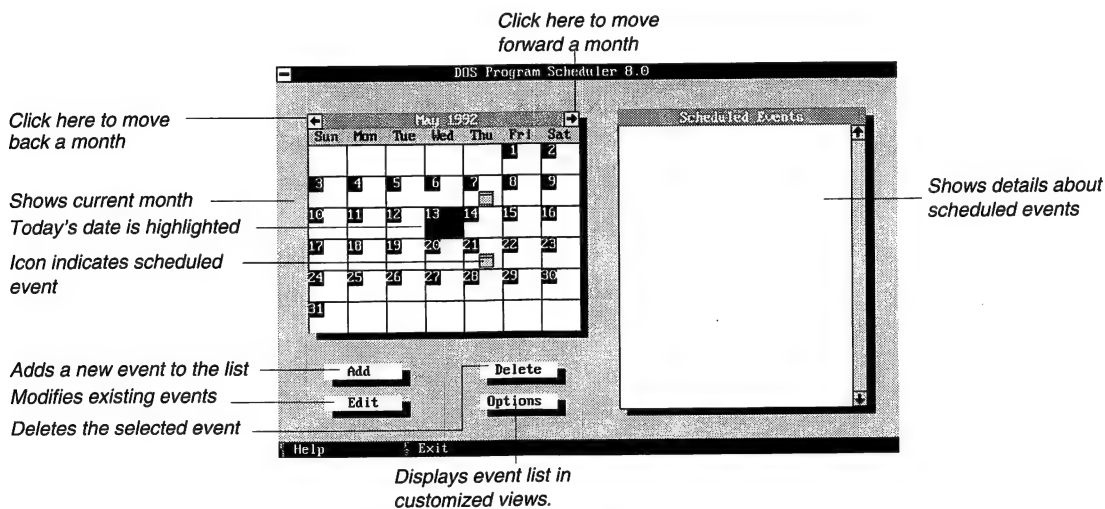 Click here to move
forward a month
DOS Program Scheduler 8.0
Click here to move
back a month
May 1992
Scheduled Events
Sun Mon Tue Wed Thu Fri Sat
1 2
3 4 5 6 7 8 9
Shows current month
Shows details about
scheduled events
10 11 12 13 14 15 16
Today's date is highlighted
17 18 19 20 21 22 23
Icon indicates scheduled
event
24 25 26 27 28 29 30
31
Adds a new event to the list
Add
Delete
Modifies existing events
Edit
Options
Deletes the selected event
Help Exit
Displays event list in
customized views.